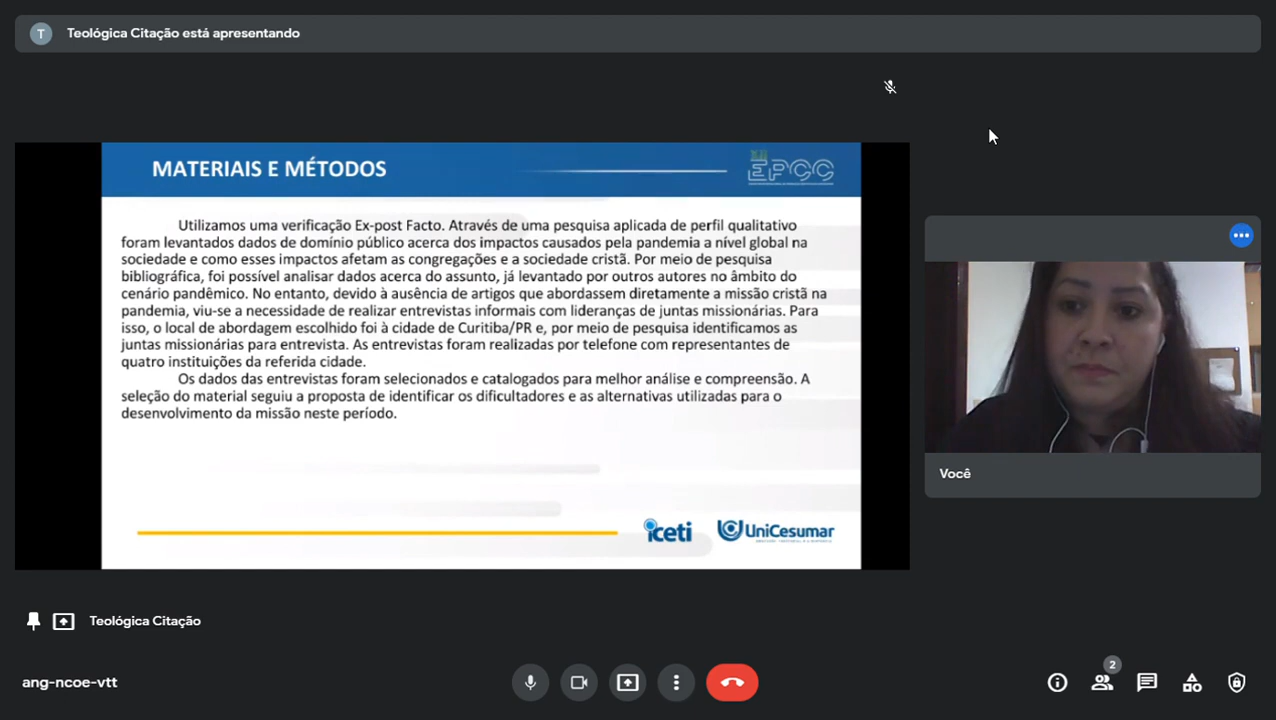 T
Teológica Citação está apresentando
MATERIAIS E MÉTODOS
EPCC
Utilizamos uma verificação Ex-post Facto. Através de uma pesquisa aplicada de perfil qualitativo
foram levantados dados de domínio público acerca dos impactos causados pela pandemia a nível global na
sociedade e como esses impactos afetam as congregações e a sociedade cristã. Por meio de pesquisa
bibliográfica, foi possível analisar dados acerca do assunto, já levantado por outros autores no âmbito do
cenário pandêmico. No entanto, devido à ausência de artigos que abordassem diretamente a missão cristã na
pandemia, viu-se a necessidade de realizar entrevistas informais com lideranças de juntas missionárias. Para
isso, o local de abordagem escolhido foi à cidade de Curitiba/PR e, por meio de pesquisa identificamos as
juntas missionárias para entrevista. As entrevistas foram realizadas por telefone com representantes de
quatro instituições da referida cidade.
Os dados das entrevistas foram selecionados e catalogados para melhor análise e compreensão. A
seleção do material seguiu a proposta de identificar os dificultadores e as alternativas utilizadas para o
desenvolvimento da missão neste período.
iceti
UniCesumar
Você
Teológica Citação
ang-ncoe-vtt
2